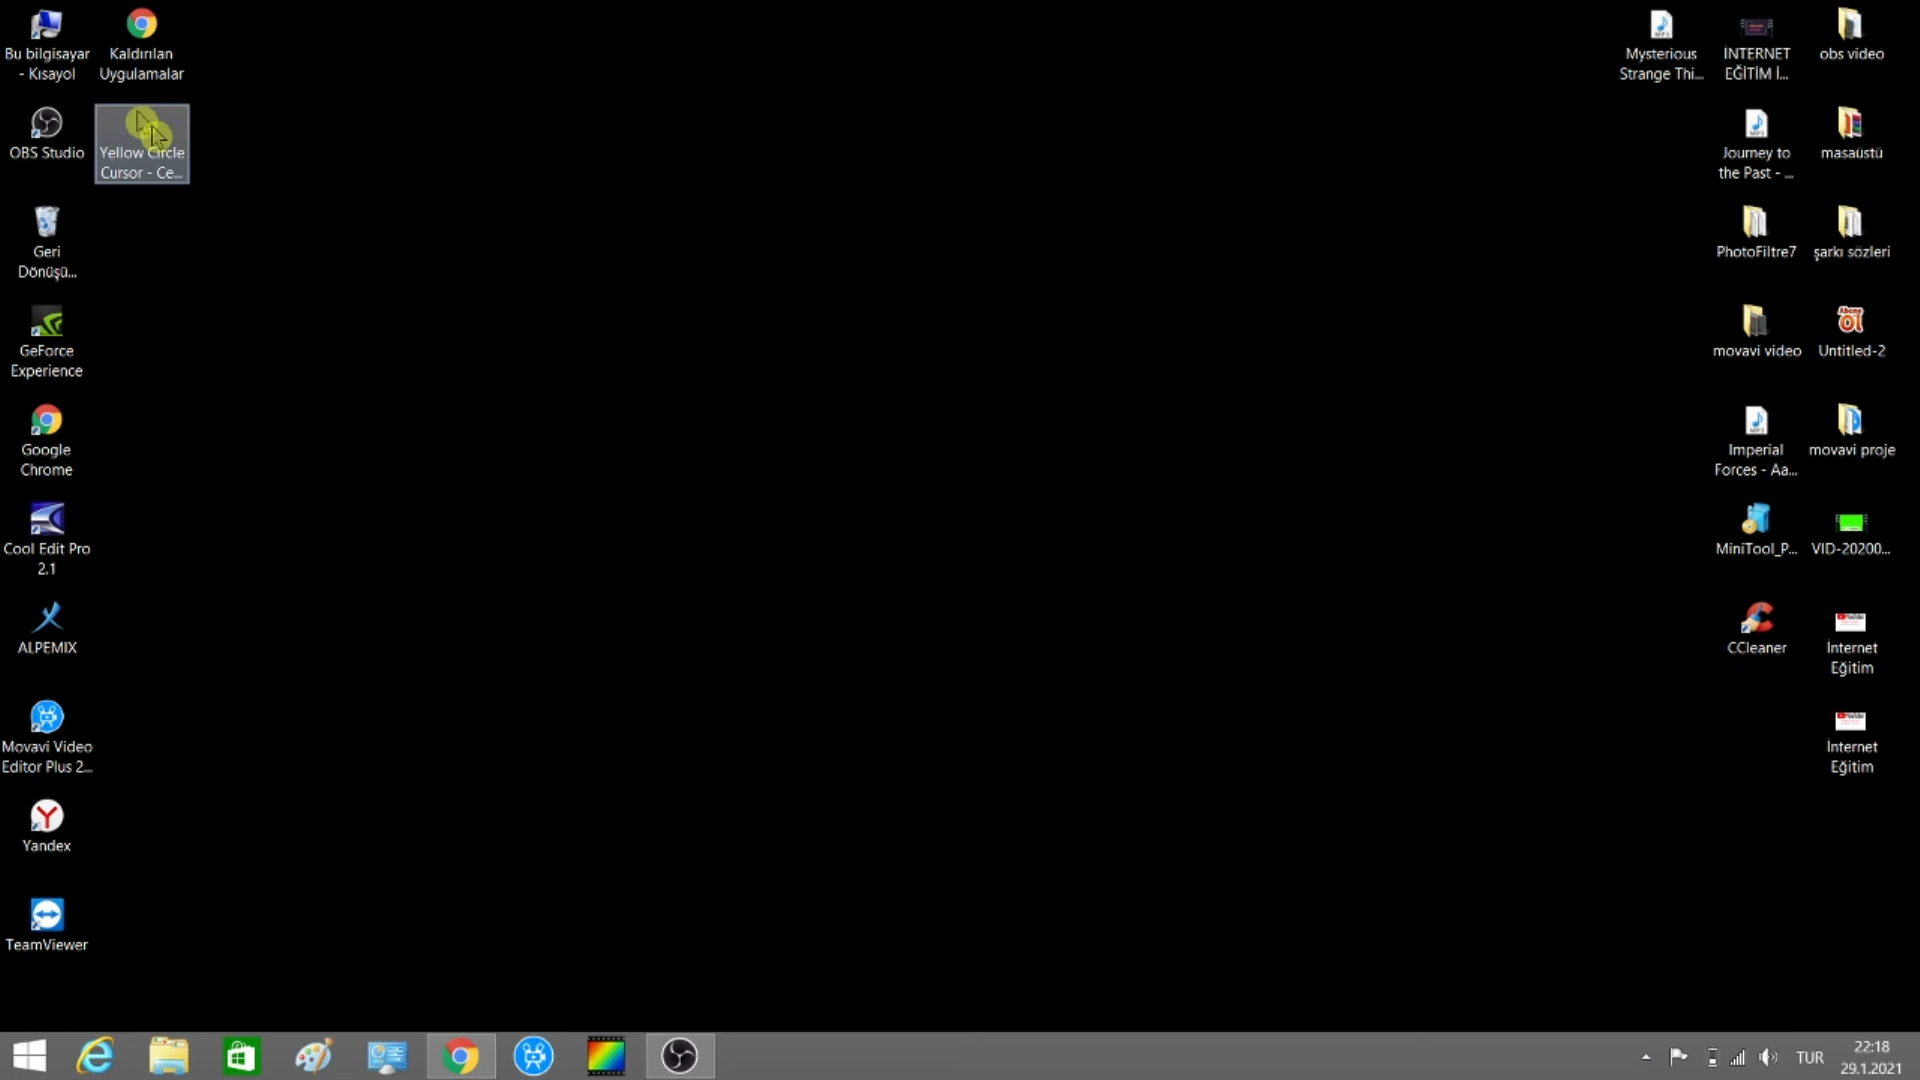 Bu bilgisayar
- Kısayol
Kaldırılan
Uygulamalar
OBS Studio
Yellow Circle
Cursor - Ce...
Geri
Dönüşü...
GeForce
Experience
Google
Chrome
Cool Edit Pro
2.1
ALPEMIX
Movavi Video
Editor Plus 2...
Yandex
TeamViewer
Mysterious
Strange Thi...
İNTERNET
EĞİTİM İ...
obs video
Journey to
the Past - ...
masaüstü
PhotoFiltre7
şarkı sözleri
movavi video
Abone
Ol
Untitled-2
Imperial
Forces - Aa...
movavi proje
MiniTool_P...
VID-20200...
CCleaner
İnternet
Eğitim
İnternet
Eğitim
TUR
22:18
29.1.2021